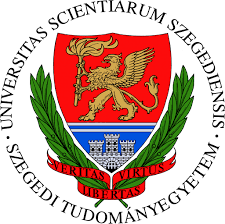 UNIVERSITAS SCIENTIARUM SZEGEDIENSIS
• SZEGEDI TUDOMÁNYEGYETEM •
VERITAS VIRTUS
LIBERTAS